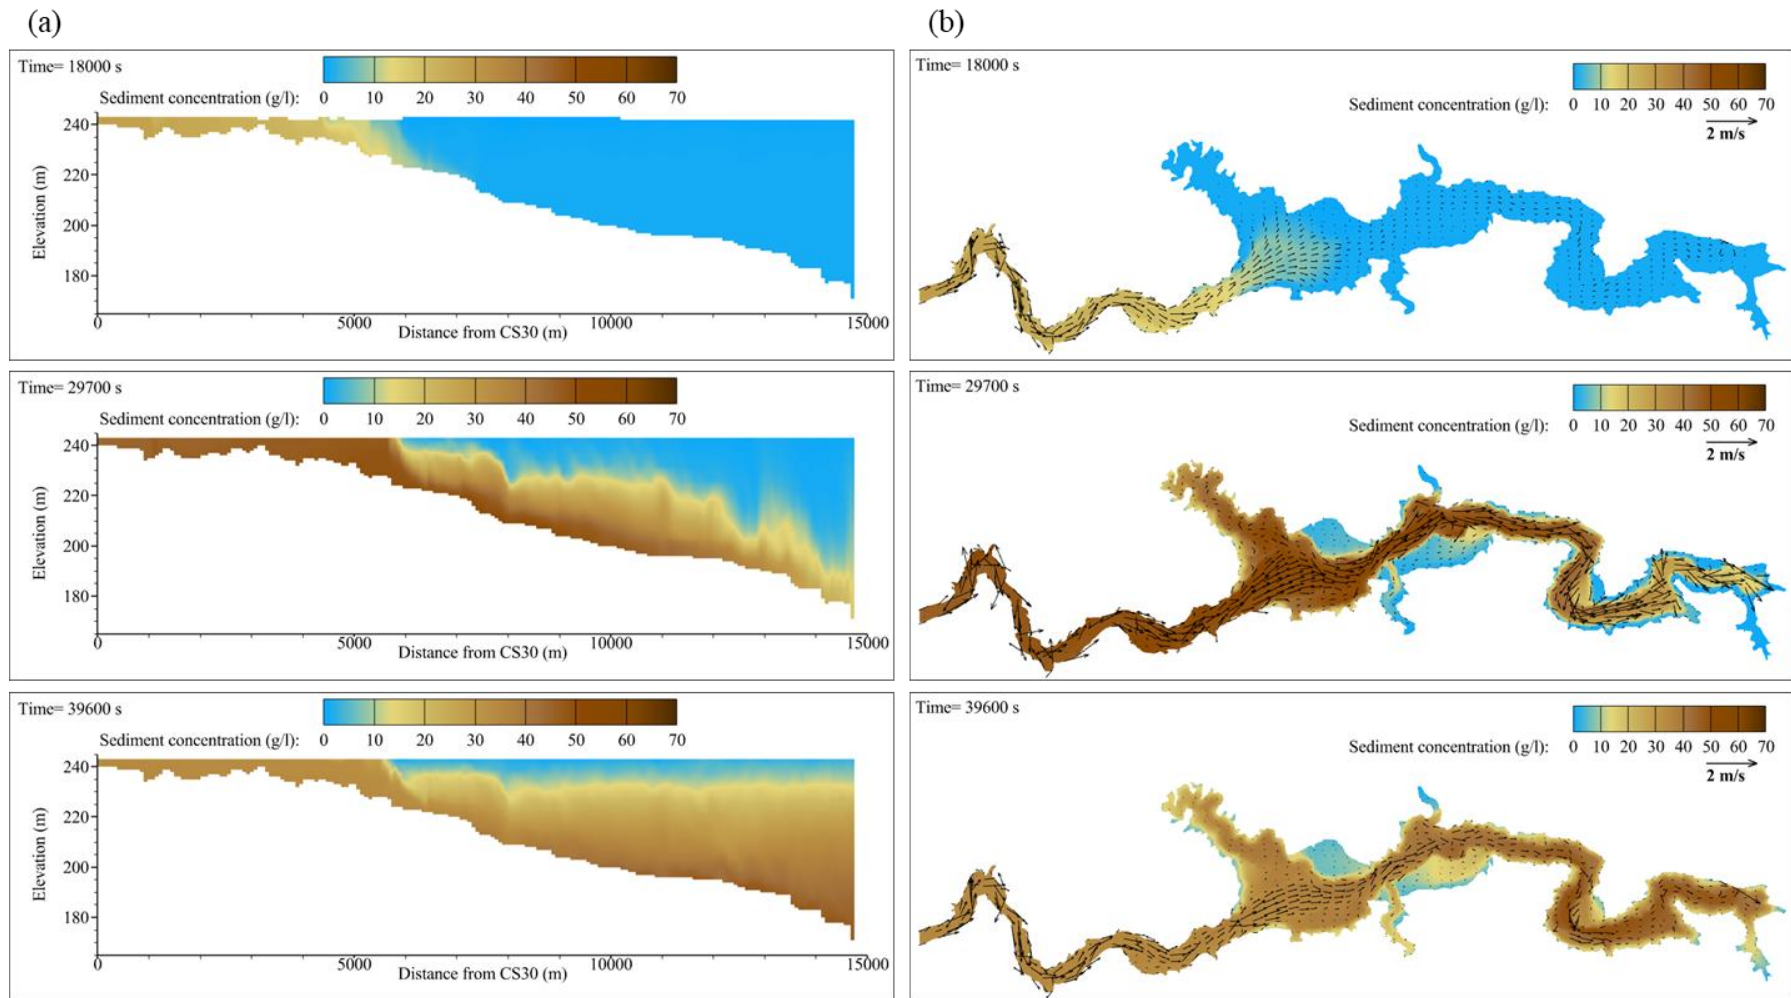 (a)
(b)
Time= 18000 s
Sediment concentration (g/l): 0 10 20 30 40 50 60 70
Elevation (m)
240
220
200
180
0 5000 10000 15000
Distance from CS30 (m)
Time= 18000 s
Sediment concentration (g/l): 0 10 20 30 40 50 60 70
2 m/s
Time= 29700 s
Sediment concentration (g/l): 0 10 20 30 40 50 60 70
Elevation (m)
240
220
200
180
0 5000 10000 15000
Distance from CS30 (m)
Time= 29700 s
Sediment concentration (g/l): 0 10 20 30 40 50 60 70
2 m/s
Time= 39600 s
Sediment concentration (g/l): 0 10 20 30 40 50 60 70
Elevation (m)
240
220
200
180
0 5000 10000 15000
Distance from CS30 (m)
Time= 39600 s
Sediment concentration (g/l): 0 10 20 30 40 50 60 70
2 m/s